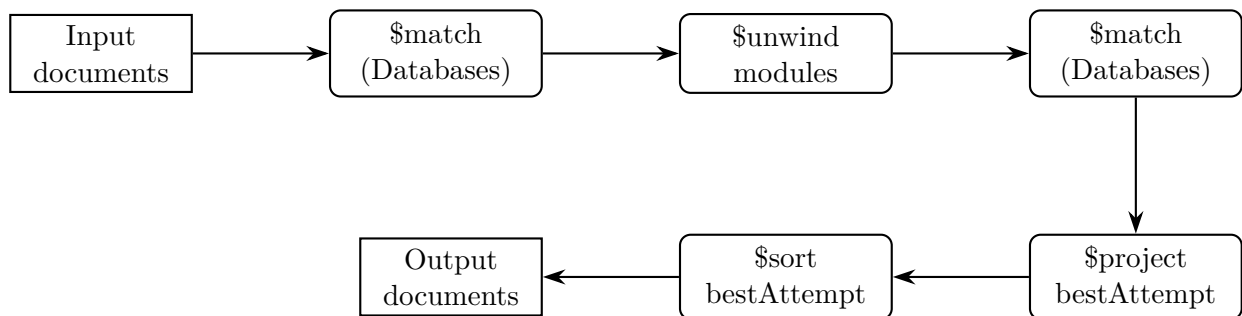 Input
documents
$match
(Databases)
$unwind
modules
$match
(Databases)
$project
bestAttempt
$sort
bestAttempt
Output
documents